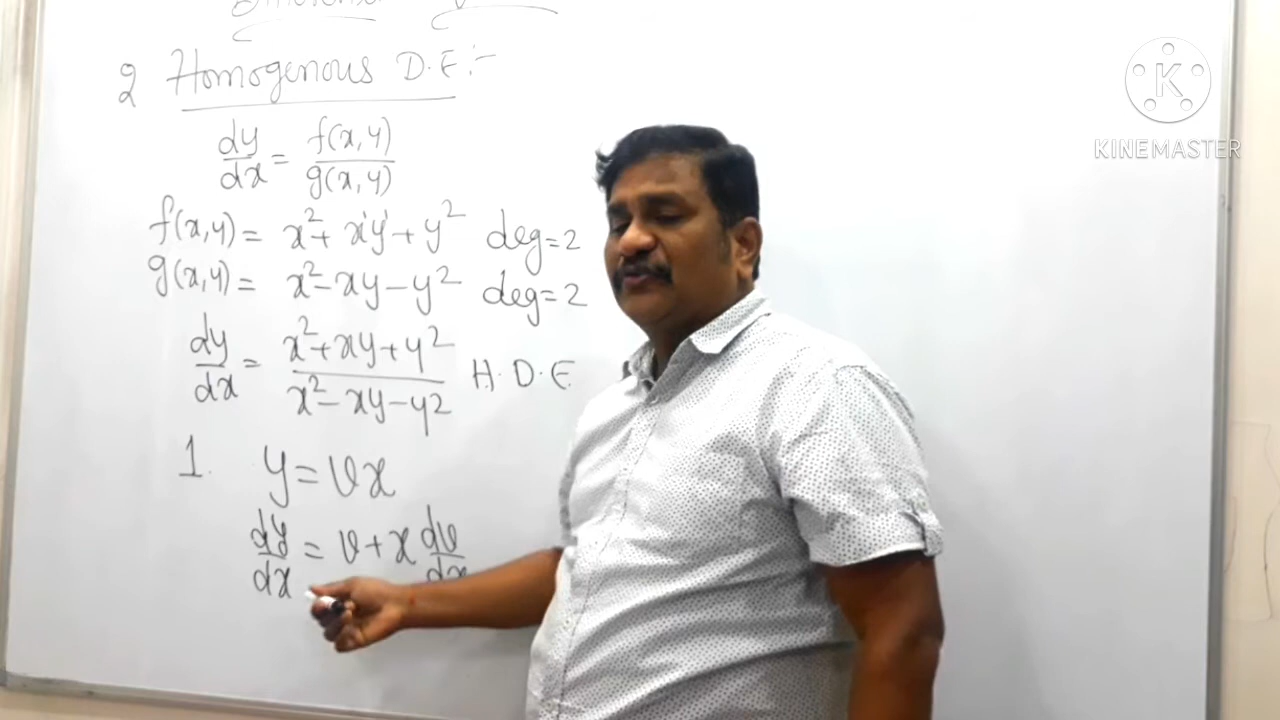 2 Homogenous D.E:-
dy/dx = f(x,y)/g(x,y)
f(x,y) = x²+ x¹y¹+ y² deg=2
g(x,y) = x²-xy-y² deg=2
dy/dx = x²+xy+y²/x²-xy-y² H.D.E.
1. y=vx
dy/dx = v+x dv/dx
K
KINEMASTER